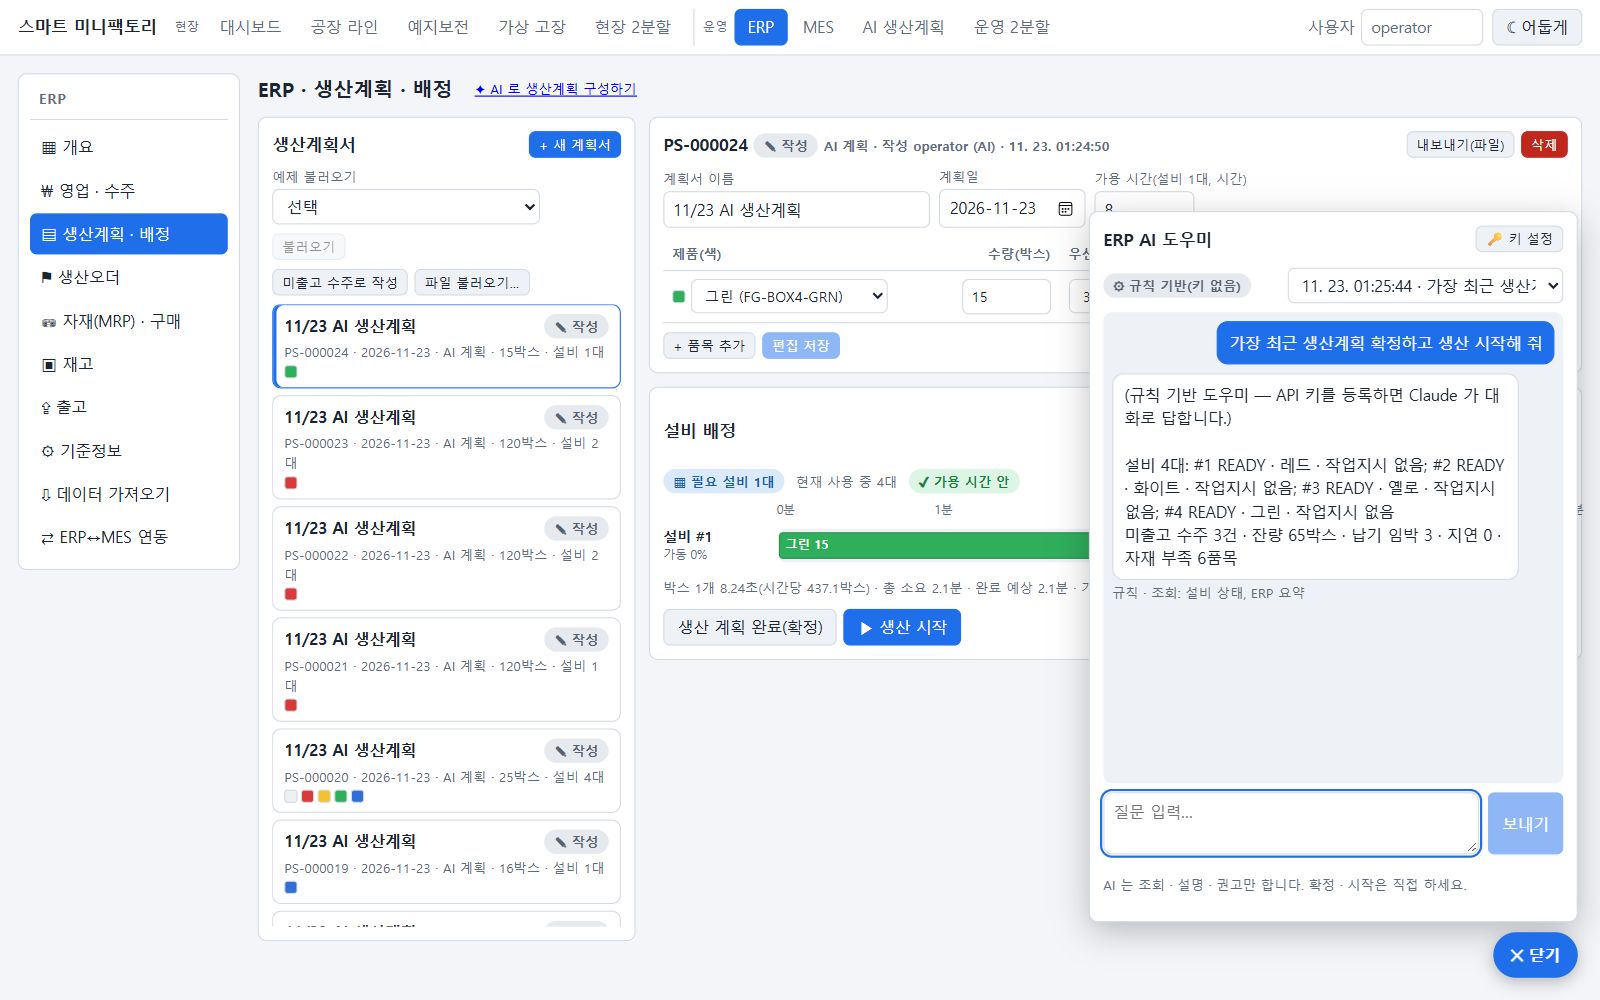 스마트 미니팩토리 현장 대시보드 공장 라인 예지보전 가상 고장 현장 2분할 운영 ERP MES AI 생산계획 운영 2분할 사용자 operator ☾ 어둡게
ERP
▦ 개요
₩ 영업 · 수주
▤ 생산계획 · 배정
⚑ 생산오더
자재(MRP) · 구매
▣ 재고
⇪ 출고
⚙ 기준정보
⇩ 데이터 가져오기
⇄ ERP↔MES 연동
ERP · 생산계획 · 배정 ✦ AI 로 생산계획 구성하기
생산계획서 + 새 계획서
예제 불러오기
선택
불러오기
미출고 수주로 작성 파일 불러오기...
11/23 AI 생산계획 ✎ 작성
PS-000024 · 2026-11-23 · AI 계획 · 15박스 · 설비 1대
11/23 AI 생산계획 ✎ 작성
PS-000023 · 2026-11-23 · AI 계획 · 120박스 · 설비 2
대
11/23 AI 생산계획 ✎ 작성
PS-000022 · 2026-11-23 · AI 계획 · 120박스 · 설비 2
대
11/23 AI 생산계획 ✎ 작성
PS-000021 · 2026-11-23 · AI 계획 · 120박스 · 설비 1
대
11/23 AI 생산계획 ✎ 작성
PS-000020 · 2026-11-23 · AI 계획 · 25박스 · 설비 4대
11/23 AI 생산계획 ✎ 작성
PS-000019 · 2026-11-23 · AI 계획 · 16박스 · 설비 1대
PS-000024 ✎ 작성 AI 계획 · 작성 operator (AI) · 11. 23. 01:24:50 내보내기(파일) 삭제
계획서 이름 계획일 가용 시간(설비 1대, 시간)
11/23 AI 생산계획 2026-11-23 8
제품(색) 수량(박스)
그린 (FG-BOX4-GRN) 15 3
+ 품목 추가 편집 저장
설비 배정
▦ 필요 설비 1대 현재 사용 중 4대 ✓ 가용 시간 안
0분 1분
설비 #1 그린 15
가동 0%
박스 1개 8.24초(시간당 437.1박스) · 총 소요 2.1분 · 완료 예상 2.1분 ·
생산 계획 완료(확정) ▶ 생산 시작
ERP AI 도우미 🔑 키 설정
⚙ 규칙 기반(키 없음) 11. 23. 01:25:44 · 가장 최근 생산
가장 최근 생산계획 확정하고 생산 시작해 줘
(규칙 기반 도우미 — API 키를 등록하면 Claude 가 대
화로 답합니다.)
설비 4대: #1 READY · 레드 · 작업지시 없음; #2 READY
· 화이트 · 작업지시 없음; #3 READY · 옐로 · 작업지시
없음; #4 READY · 그린 · 작업지시 없음
미출고 수주 3건 · 잔량 65박스 · 납기 임박 3 · 지연 0 ·
자재 부족 6품목
규칙 · 조회: 설비 상태, ERP 요약
질문 입력... 보내기
AI 는 조회 · 설명 · 권고만 합니다. 확정 · 시작은 직접 하세요.
✕ 닫기